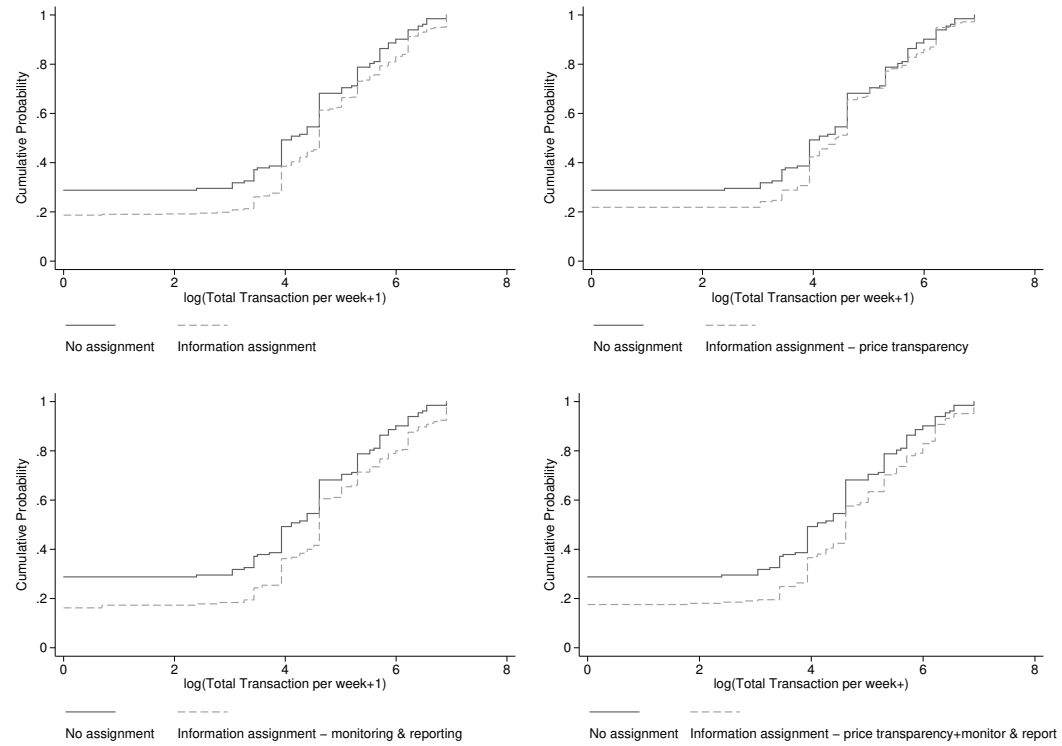 Cumulative Probability
1
.8
.6
.4
.2
0
0 2 4 6 8
log(Total Transaction per week+1)
No assignment Information assignment
Cumulative Probability
1
.8
.6
.4
.2
0
0 2 4 6 8
log(Total Transaction per week+1)
No assignment Information assignment − price transparency
Cumulative Probability
1
.8
.6
.4
.2
0
0 2 4 6 8
log(Total Transaction per week+1)
No assignment Information assignment − monitoring & reporting
Cumulative Probability
1
.8
.6
.4
.2
0
0 2 4 6 8
log(Total Transaction per week+)
No assignment Information assignment − price transparency+monitor & report